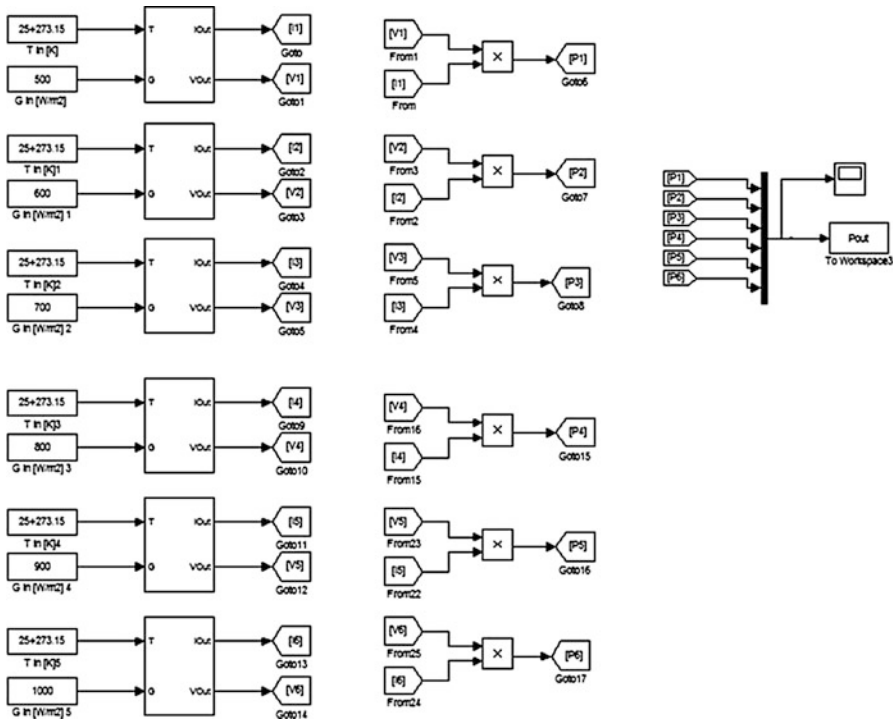 25+273.15
T In [K]
500
G In [W/m2]
T
G
IOut
VOut
[I1]
Goto
[V1]
Goto1
25+273.15
T In [K]1
600
G In [W/m2] 1
T
G
IOut
VOut
[I2]
Goto2
[V2]
Goto3
25+273.15
T In [K]2
700
G In [W/m2] 2
T
G
IOut
VOut
[I3]
Goto4
[V3]
Goto5
25+273.15
T In [K]3
800
G In [W/m2] 3
T
G
IOut
VOut
[I4]
Goto9
[V4]
Goto10
25+273.15
T In [K]4
900
G In [W/m2] 4
T
G
IOut
VOut
[I5]
Goto11
[V5]
Goto12
25+273.15
T In [K]5
1000
G In [W/m2] 5
T
G
IOut
VOut
[I6]
Goto13
[V6]
Goto14
[V1]
From1
[I1]
From
×
[P1]
Goto6
[V2]
From3
[I2]
From2
×
[P2]
Goto7
[V3]
From5
[I3]
From4
×
[P3]
Goto8
[V4]
From16
[I4]
From15
×
[P4]
Goto15
[V5]
From23
[I5]
From22
×
[P5]
Goto16
[V6]
From25
[I6]
From24
×
[P6]
Goto17
[P1]
[P2]
[P3]
[P4]
[P5]
[P6]
Pout
To Workspace3